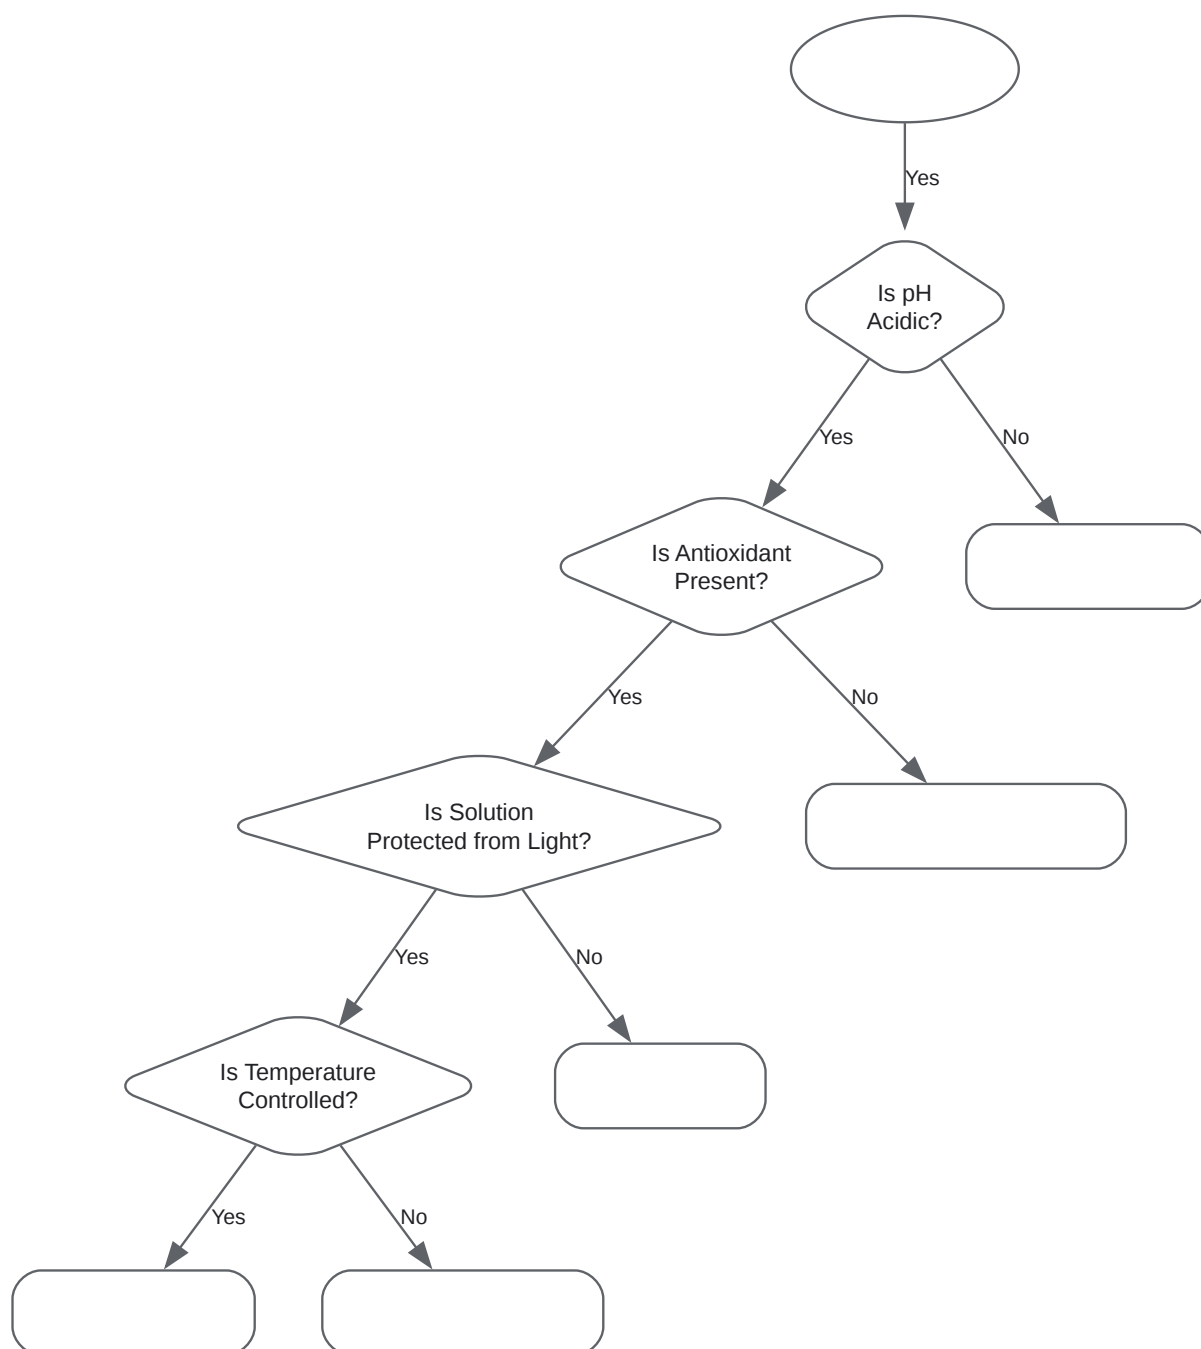 Yes
Is pH
Acidic?
Yes
No
Is Antioxidant
Present?
Yes
No
Is Solution
Protected from Light?
Yes
No
Is Temperature
Controlled?
Yes
No